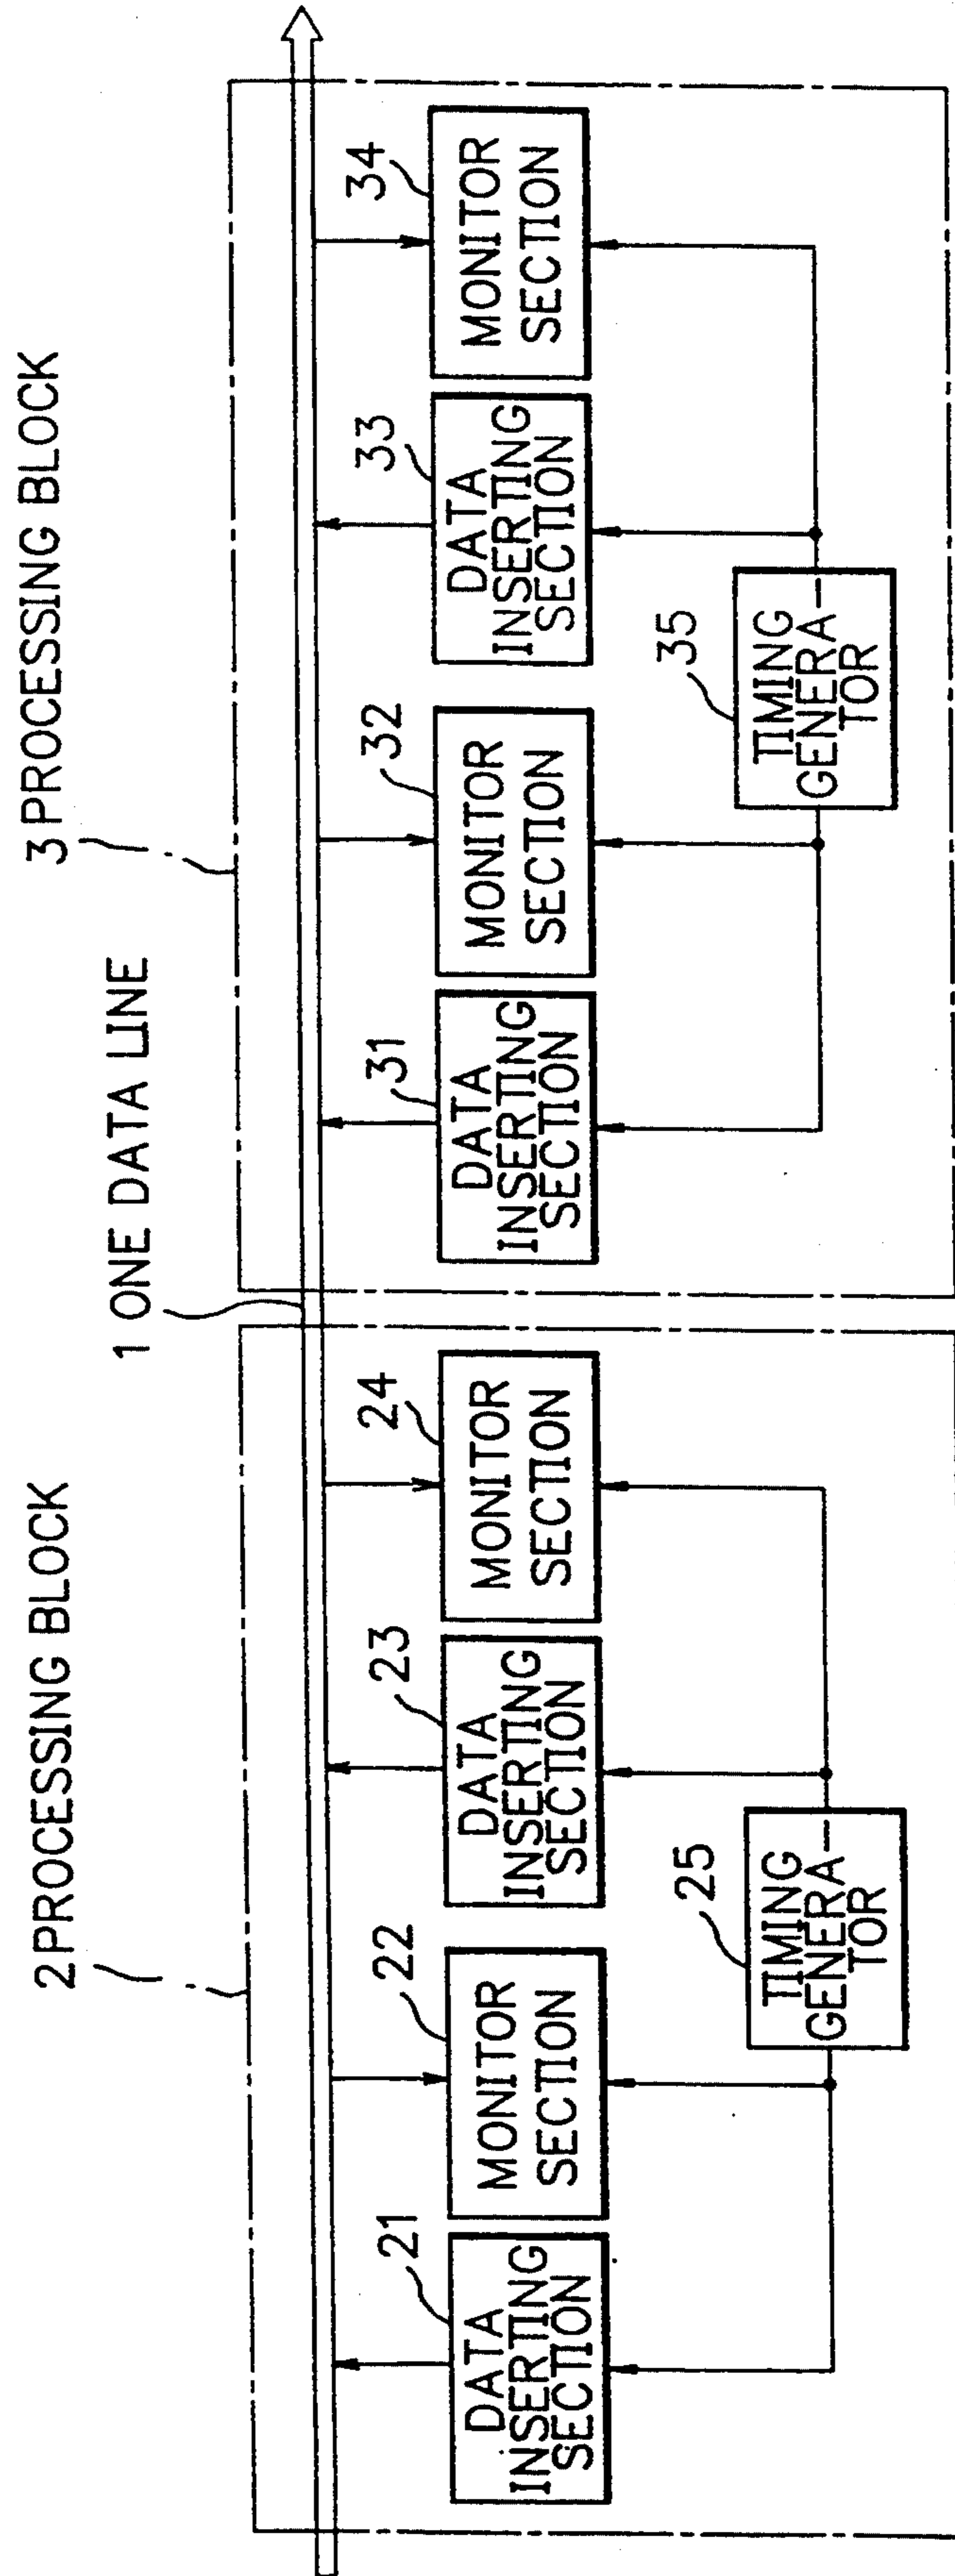 2 PROCESSING BLOCK
1 ONE DATA LINE
3 PROCESSING BLOCK
21
DATA
INSERTING
SECTION
22
MONITOR
SECTION
23
DATA
INSERTING
SECTION
24
MONITOR
SECTION
25
TIMING
GENERA-
TOR
31
DATA
INSERTING
SECTION
32
MONITOR
SECTION
33
DATA
INSERTING
SECTION
34
MONITOR
SECTION
35
TIMING
GENERA-
TOR